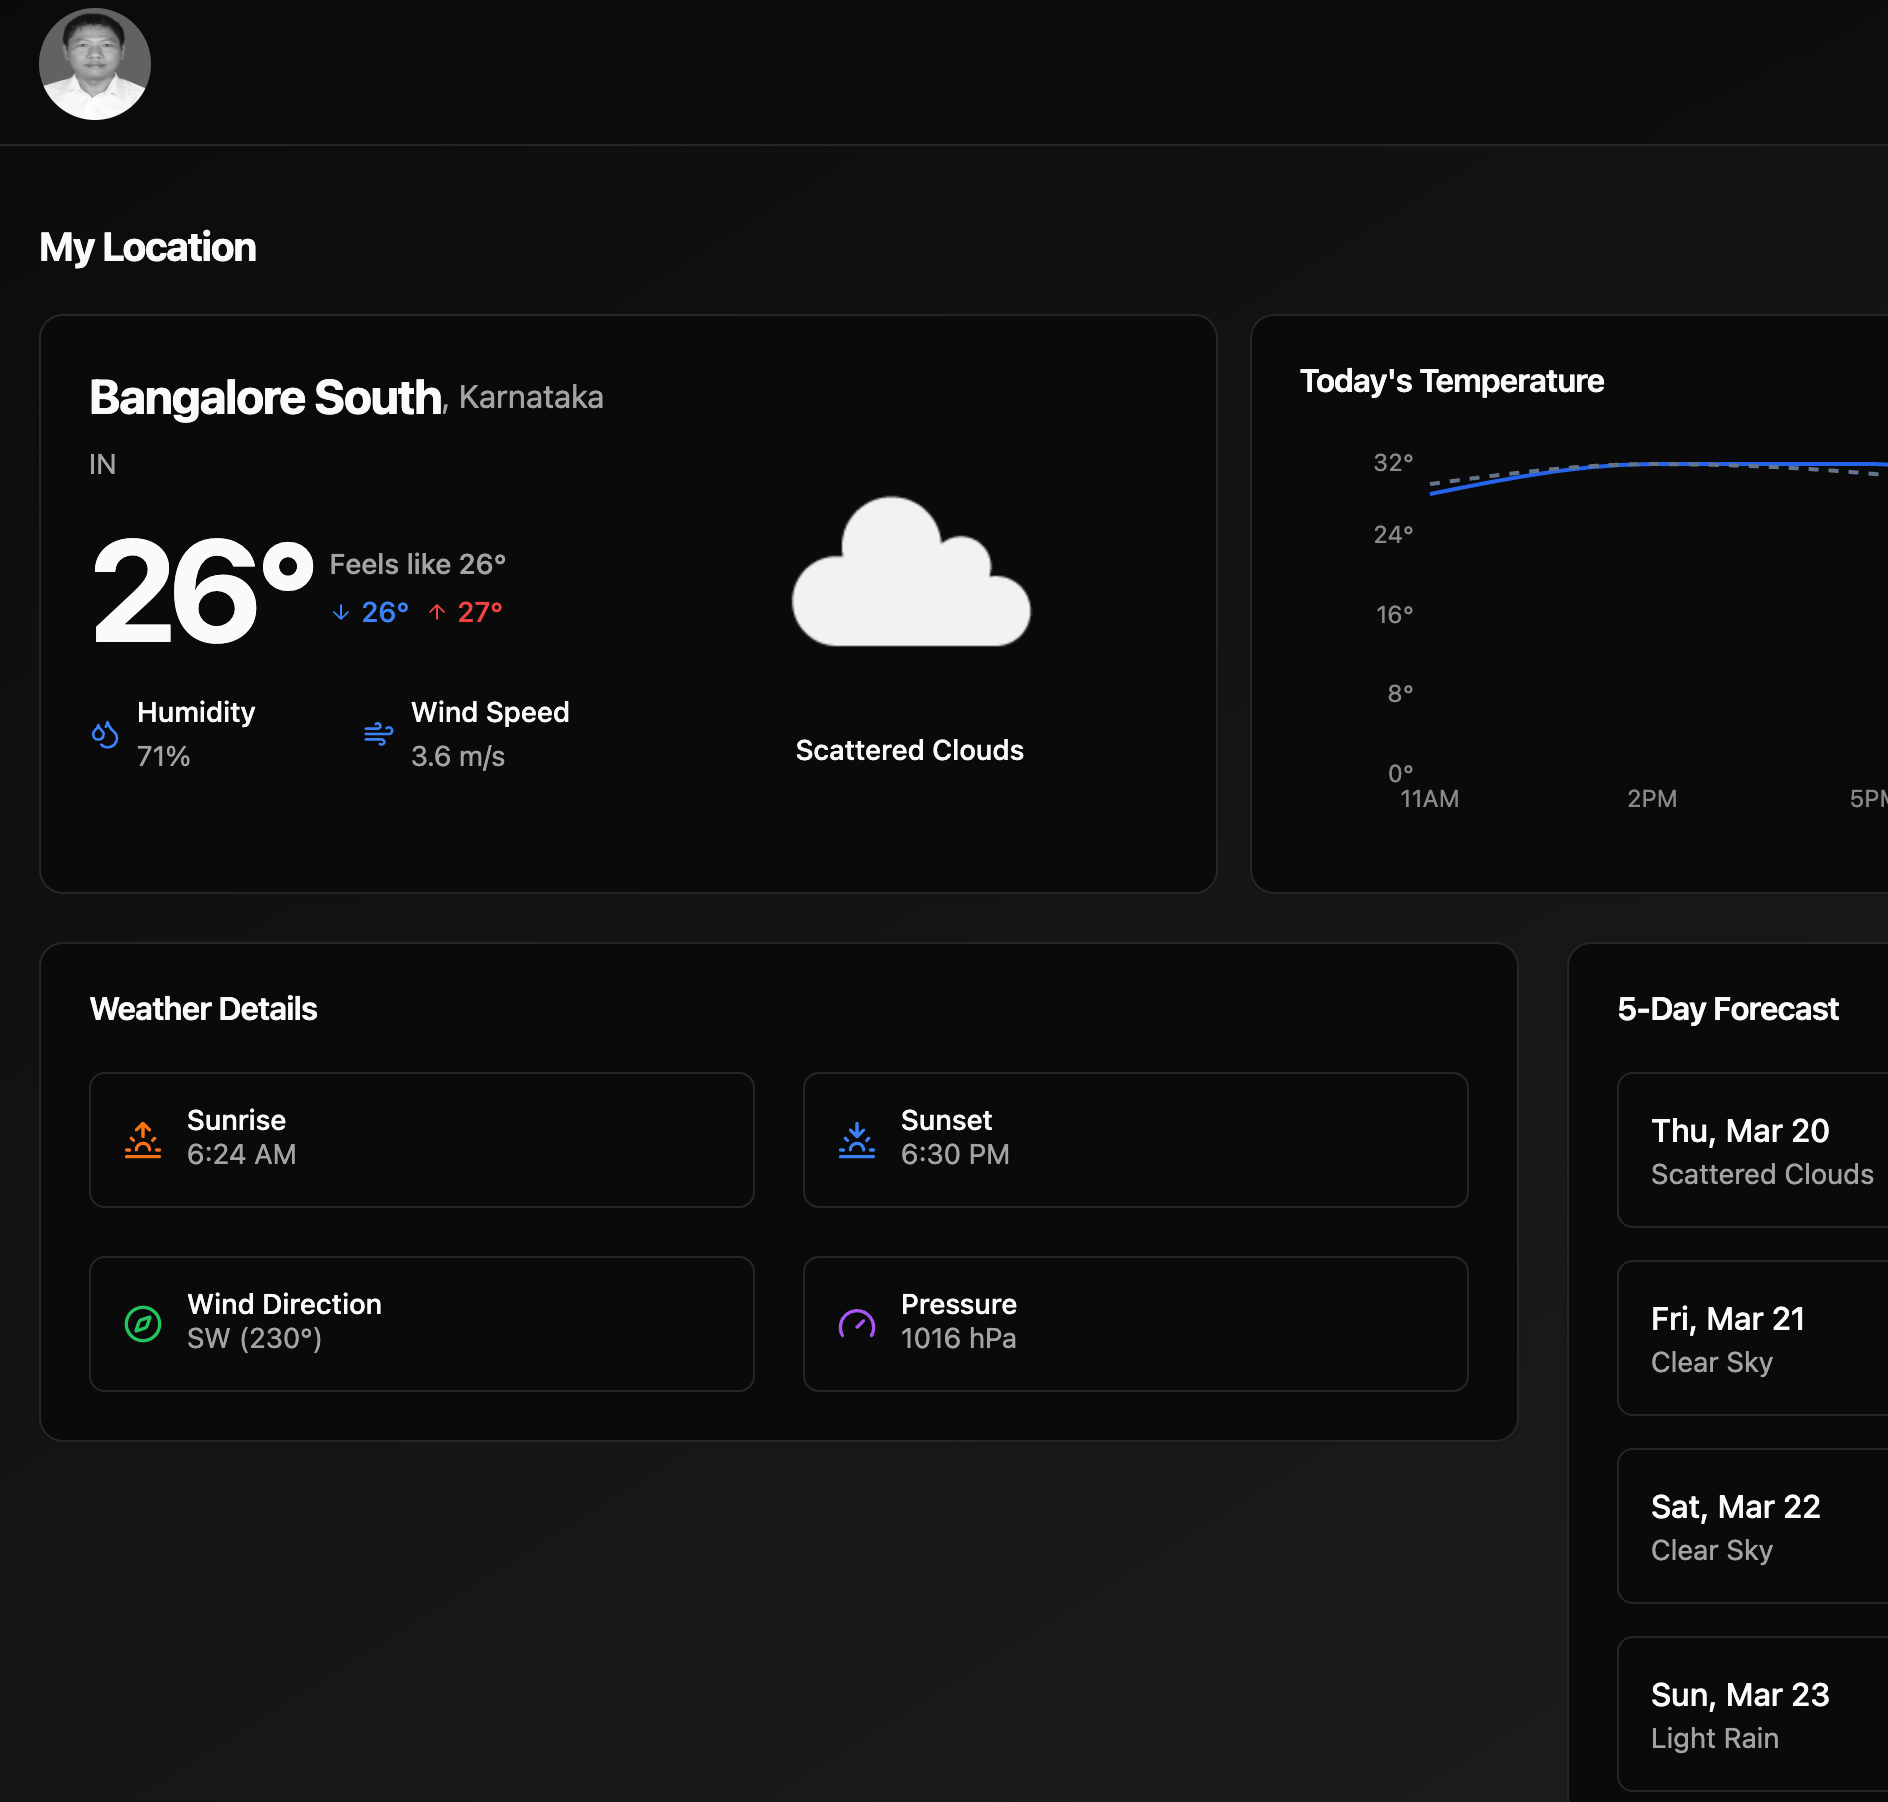 My Location
Bangalore South, Karnataka
IN
26° Feels like 26°
↓ 26° ↑ 27°
Humidity
71%
Wind Speed
3.6 m/s
Scattered Clouds
Today's Temperature
32°
24°
16°
8°
0°
11AM 2PM 5PM
Weather Details
Sunrise
6:24 AM
Sunset
6:30 PM
Wind Direction
SW (230°)
Pressure
1016 hPa
5-Day Forecast
Thu, Mar 20
Scattered Clouds
Fri, Mar 21
Clear Sky
Sat, Mar 22
Clear Sky
Sun, Mar 23
Light Rain